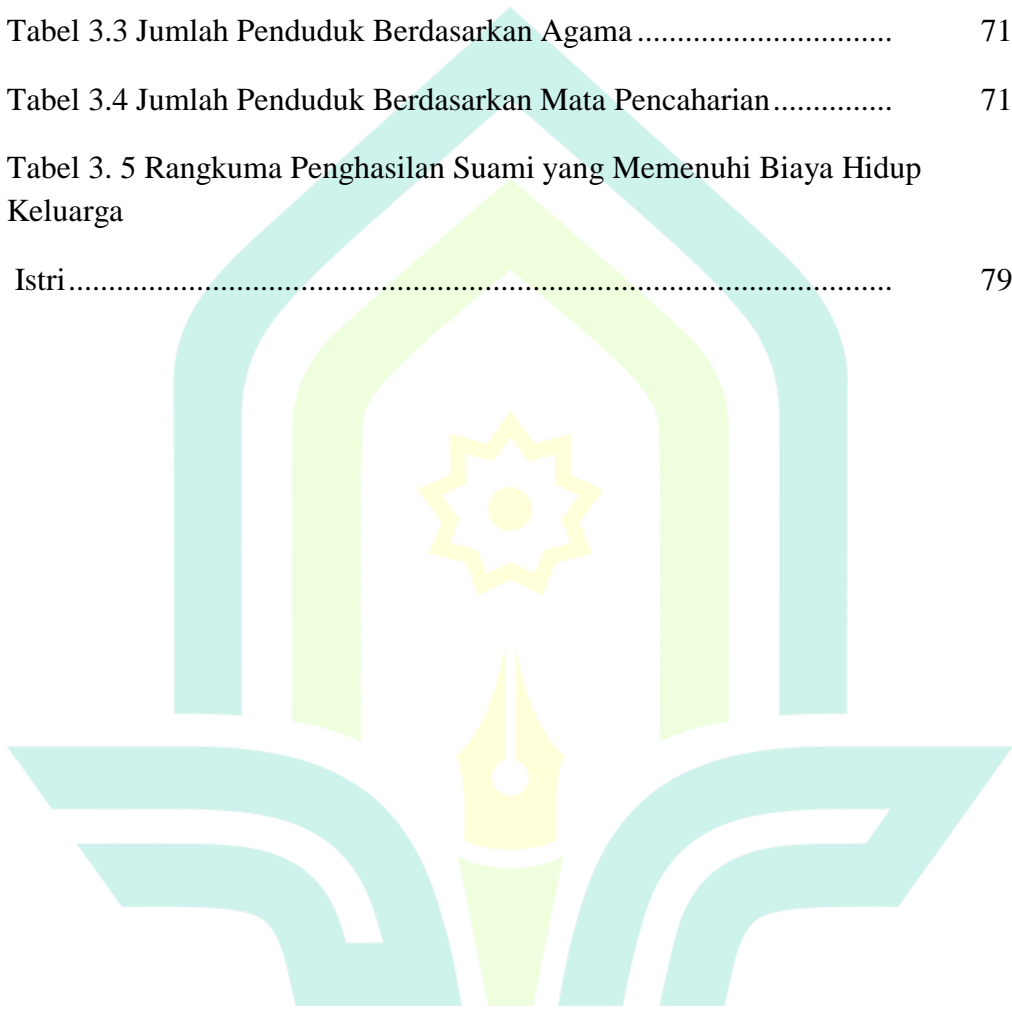 Tabel 3.3 Jumlah Penduduk Berdasarkan Agama .............................. 71
Tabel 3.4 Jumlah Penduduk Berdasarkan Mata Pencaharian ............... 71
Tabel 3. 5 Rangkuma Penghasilan Suami yang Memenuhi Biaya Hidup
Keluarga
Istri ................................................................................................ 79